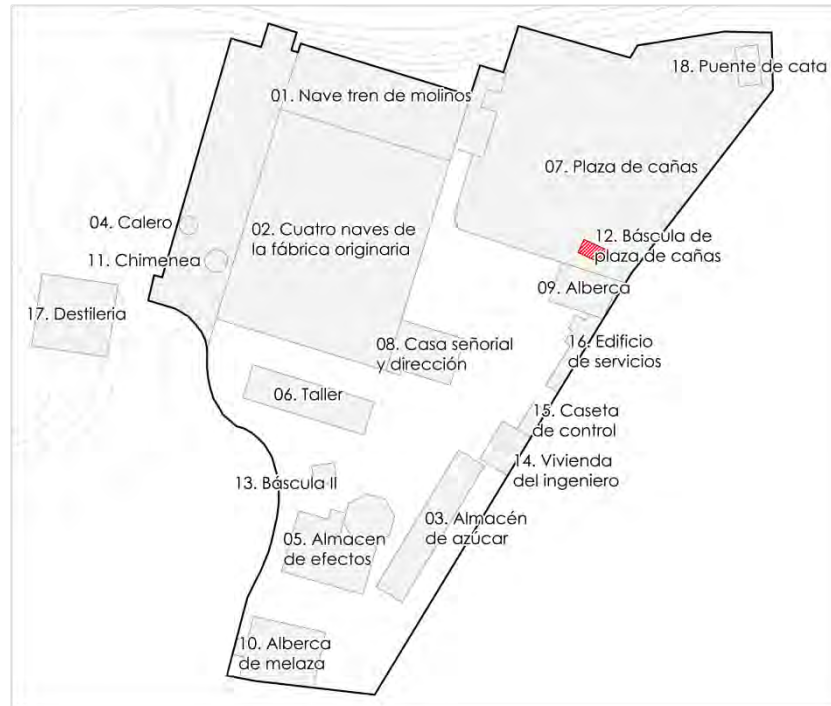 18. Puente de cata
01. Nave tren de molinos
07. Plaza de cañas
04. Calero
02. Cuatro naves de
la fábrica originaria
12. Báscula de
plaza de cañas
11. Chimenea
09. Alberca
17. Destileria
08. Casa señorial
y dirección
16. Edificio
de servicios
06. Taller
15. Caseta
de control
14. Vivienda
del ingeniero
13. Báscula II
03. Almacén
de azúcar
05. Almacen
de efectos
10. Alberca
de melaza